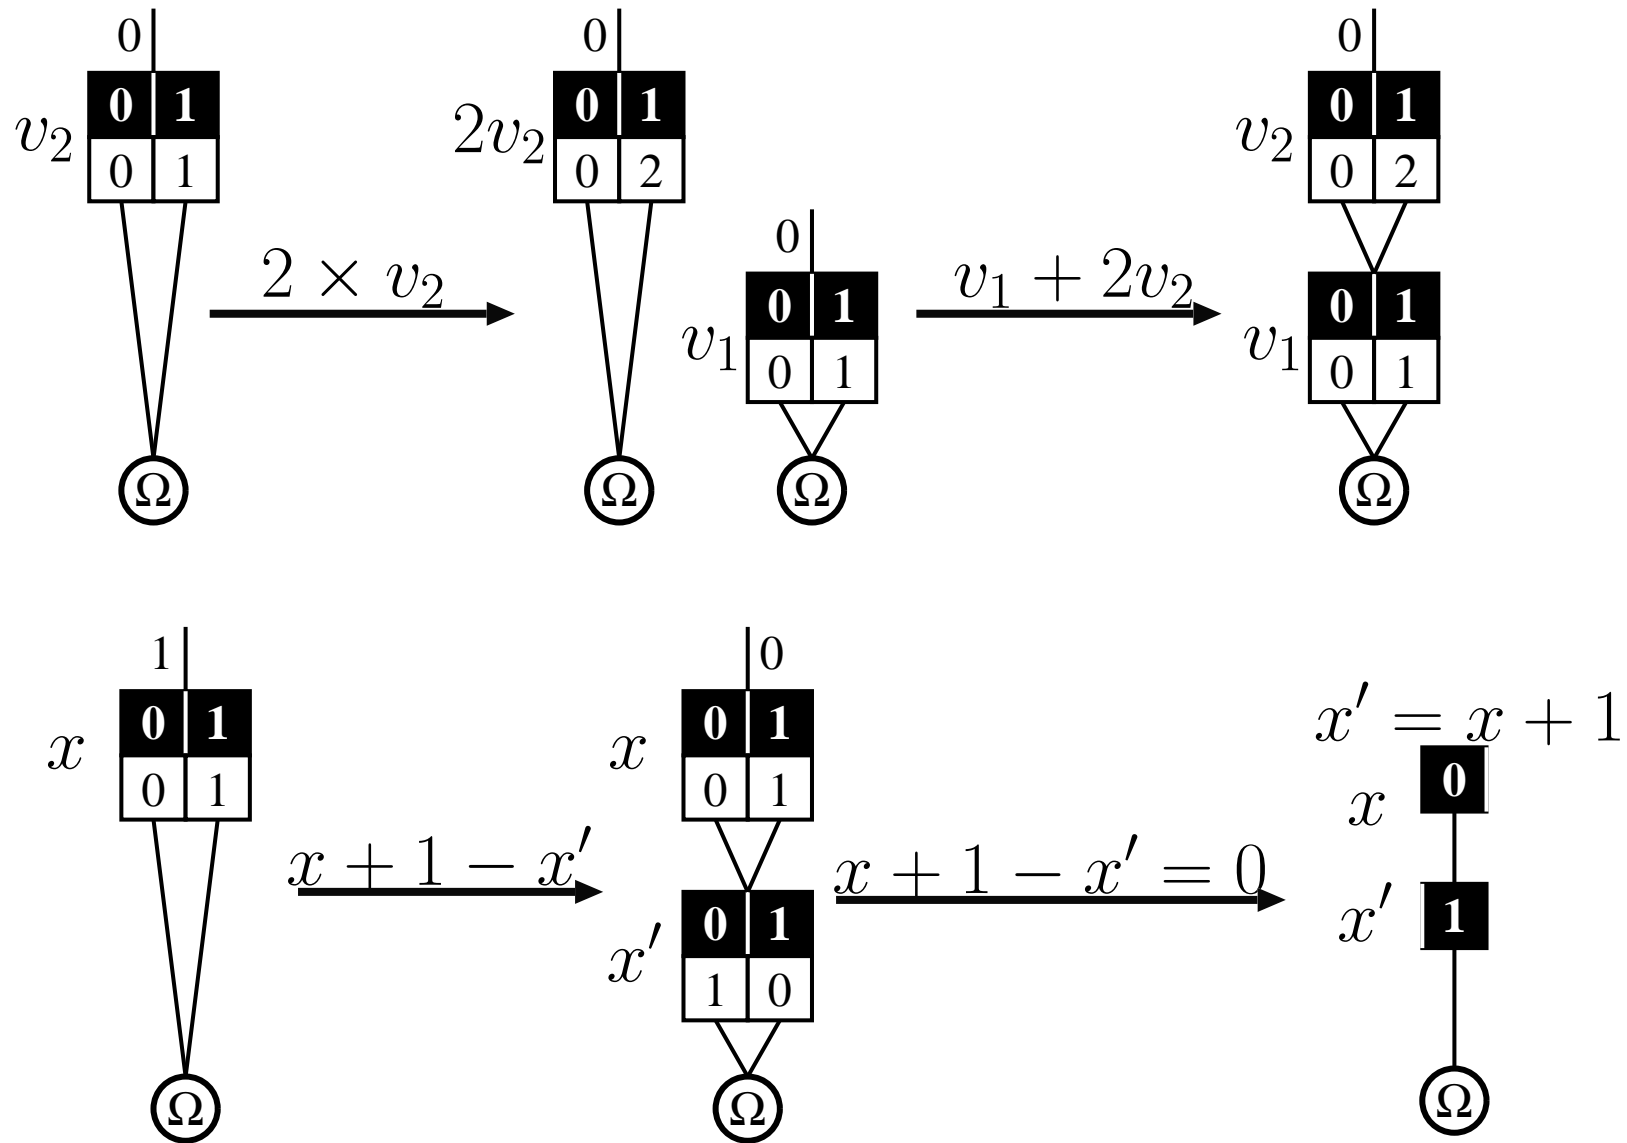 0 0 0
v₂ 0 1 2v₂ 0 1 v₂ 0 1
0 1 0 2 0 2
0
2 × v₂ v₁ + 2v₂
v₁ 0 1 v₁ 0 1
0 1 0 1
Ω Ω Ω Ω
1 0
x′ = x + 1
x 0 1 x 0 1 x 0
0 1 0 1
x + 1 − x′ x + 1 − x′ = 0
x′ 0 1 x′ 1
1 0
Ω Ω Ω